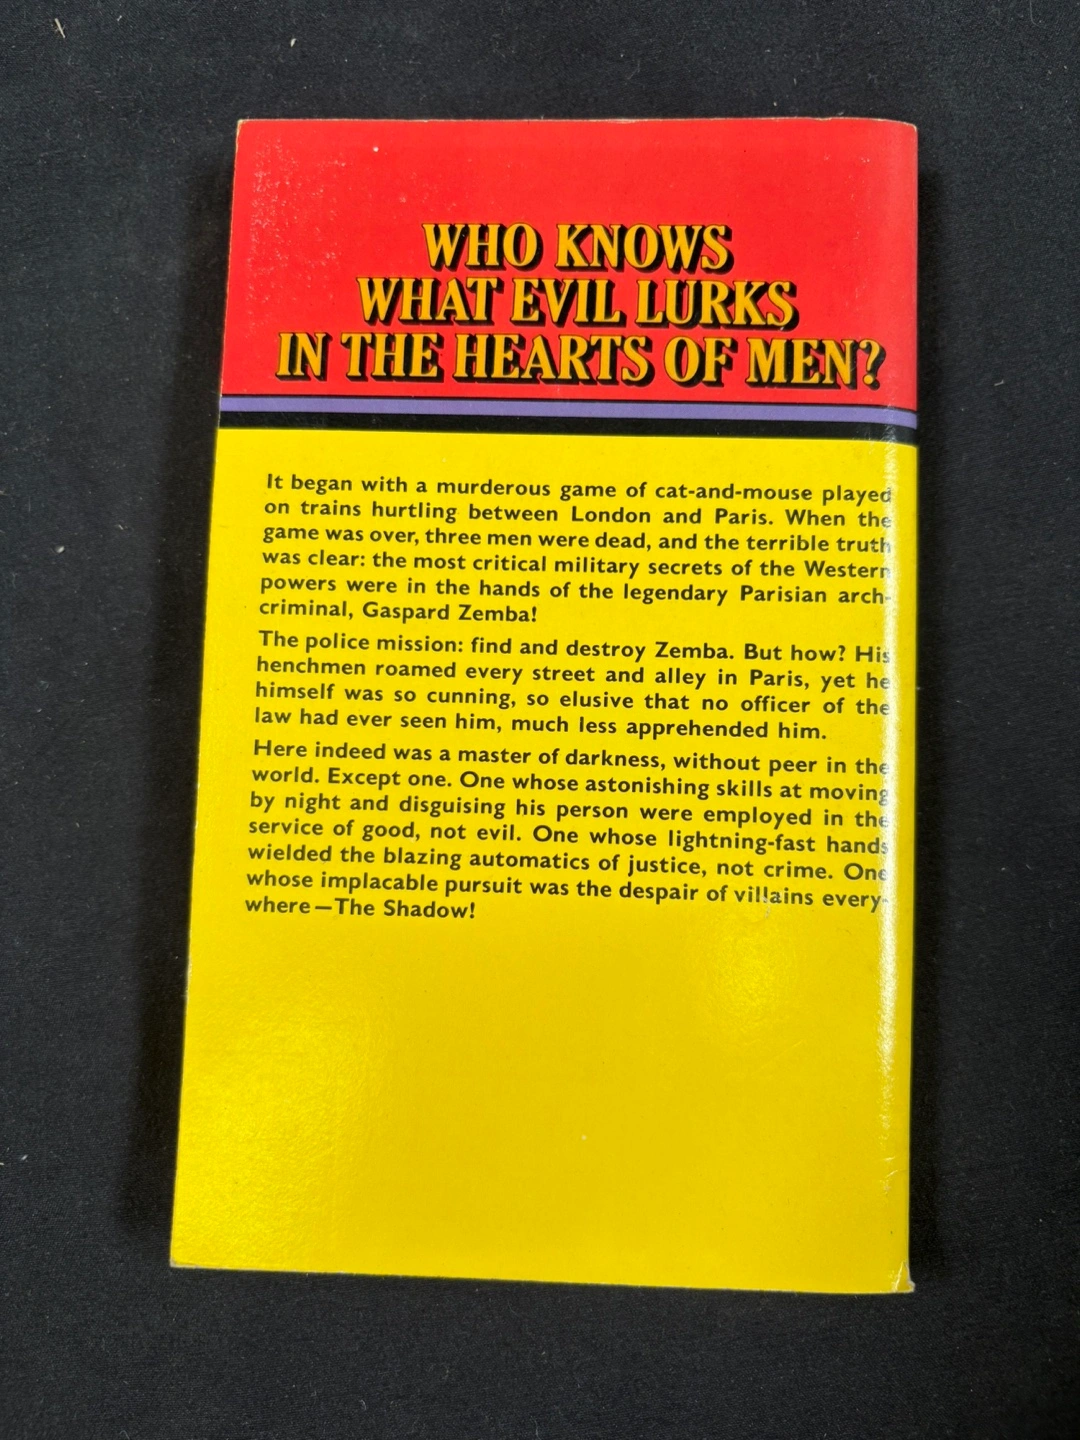 WHO KNOWS
WHAT EVIL LURKS
IN THE HEARTS OF MEN?
It began with a murderous game of cat-and-mouse played
on trains hurtling between London and Paris. When the
game was over, three men were dead, and the terrible truth
was clear: the most critical military secrets of the Western
powers were in the hands of the legendary Parisian arch-
criminal, Gaspard Zemba!
The police mission: find and destroy Zemba. But how? His
henchmen roamed every street and alley in Paris, yet he
himself was so cunning, so elusive that no officer of the
law had ever seen him, much less apprehended him.
Here indeed was a master of darkness, without peer in the
world. Except one. One whose astonishing skills at moving
by night and disguising his person were employed in the
service of good, not evil. One whose lightning-fast hands
wielded the blazing automatics of justice, not crime. One
whose implacable pursuit was the despair of villains every-
where—The Shadow!